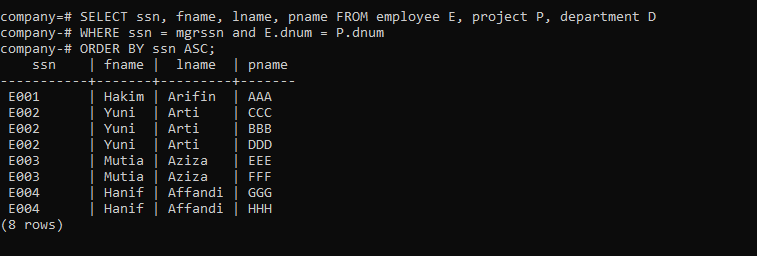 company=# SELECT ssn, fname, lname, pname FROM employee E, project P, department D
company-# WHERE ssn = mgrssn and E.dnum = P.dnum
company-# ORDER BY ssn ASC;
    ssn    | fname |  lname  | pname
-----------+-------+---------+-------
 E001      | Hakim | Arifin  | AAA
 E002      | Yuni  | Arti    | CCC
 E002      | Yuni  | Arti    | BBB
 E002      | Yuni  | Arti    | DDD
 E003      | Mutia | Aziza   | EEE
 E003      | Mutia | Aziza   | FFF
 E004      | Hanif | Affandi | GGG
 E004      | Hanif | Affandi | HHH
(8 rows)